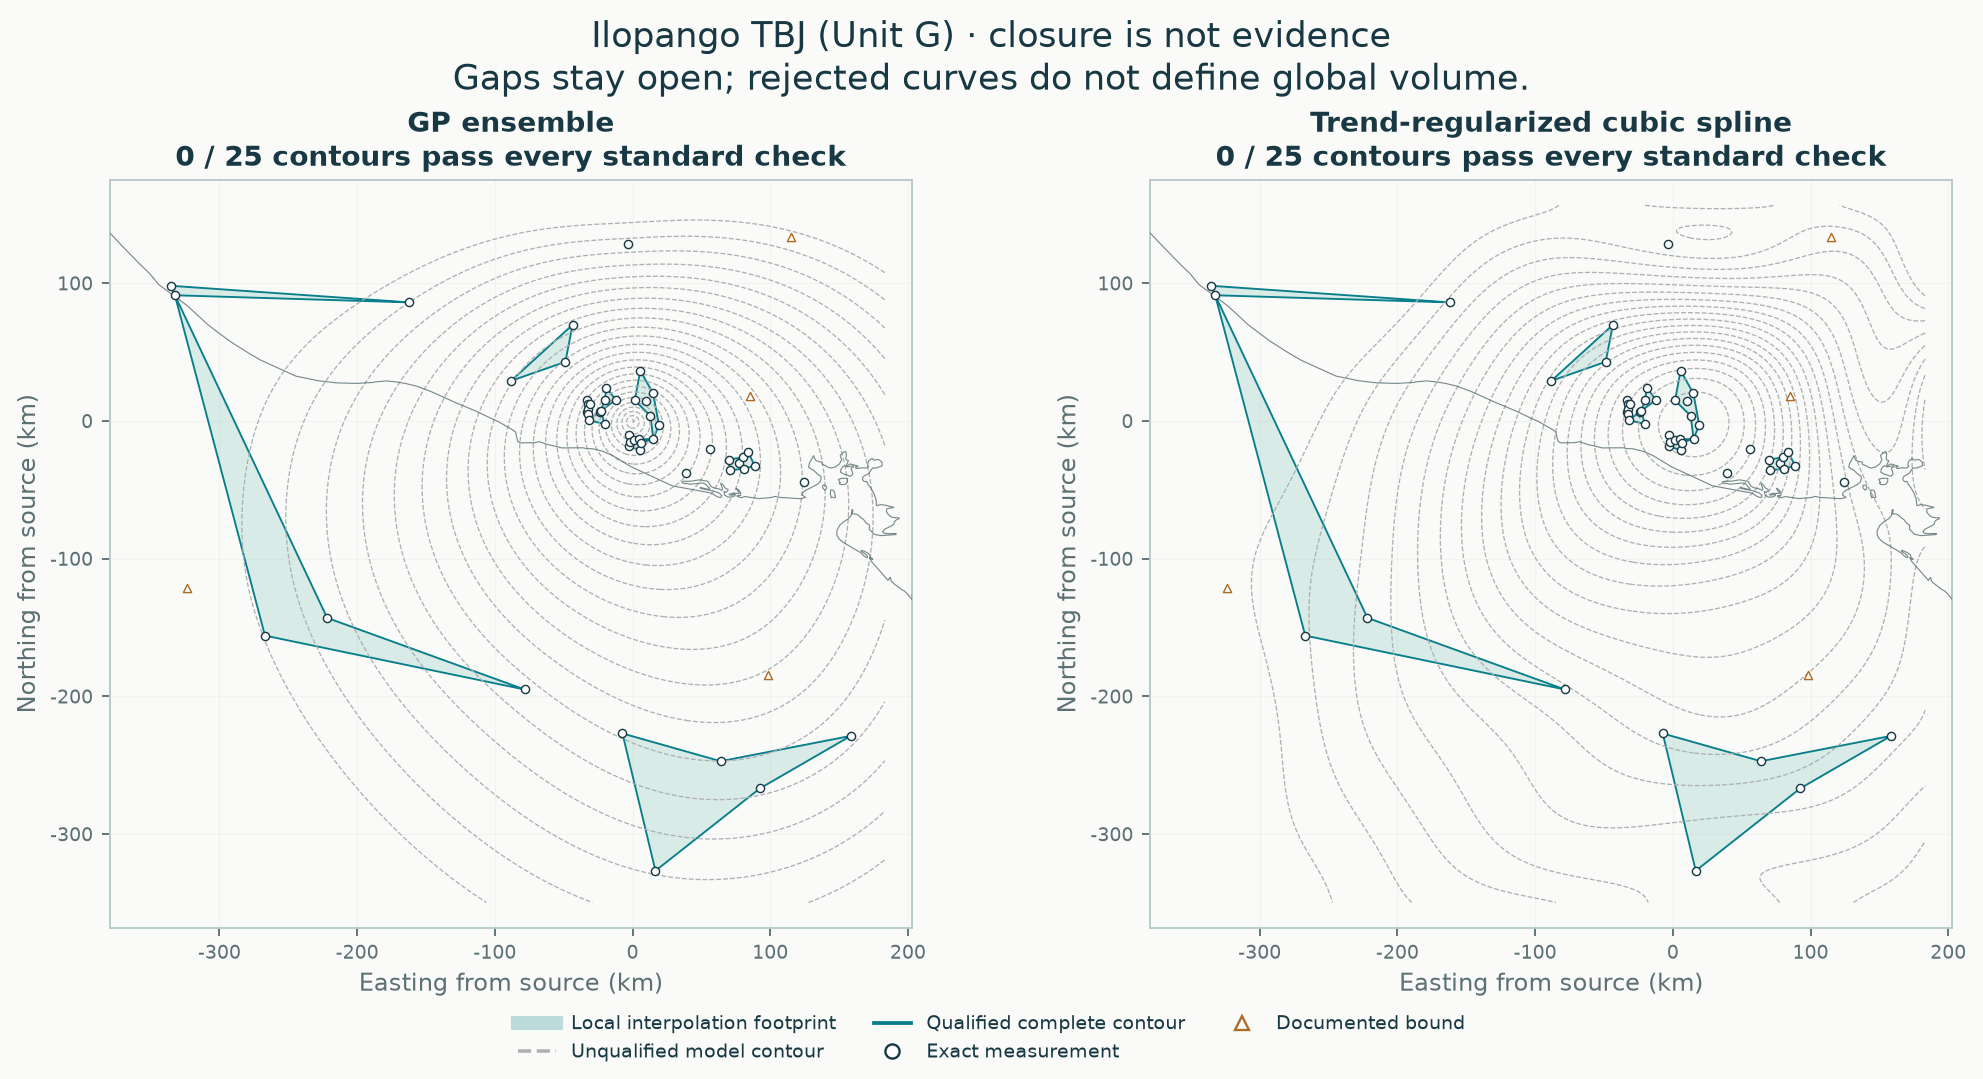 Ilopango TBJ (Unit G) · closure is not evidence
Gaps stay open; rejected curves do not define global volume.
GP ensemble
0 / 25 contours pass every standard check
Northing from source (km)
100
0
-100
-200
-300
-300
-200
-100
0
100
200
Easting from source (km)
Trend-regularized cubic spline
0 / 25 contours pass every standard check
Northing from source (km)
100
0
-100
-200
-300
-300
-200
-100
0
100
200
Easting from source (km)
Local interpolation footprint
Unqualified model contour
Qualified complete contour
Exact measurement
Documented bound